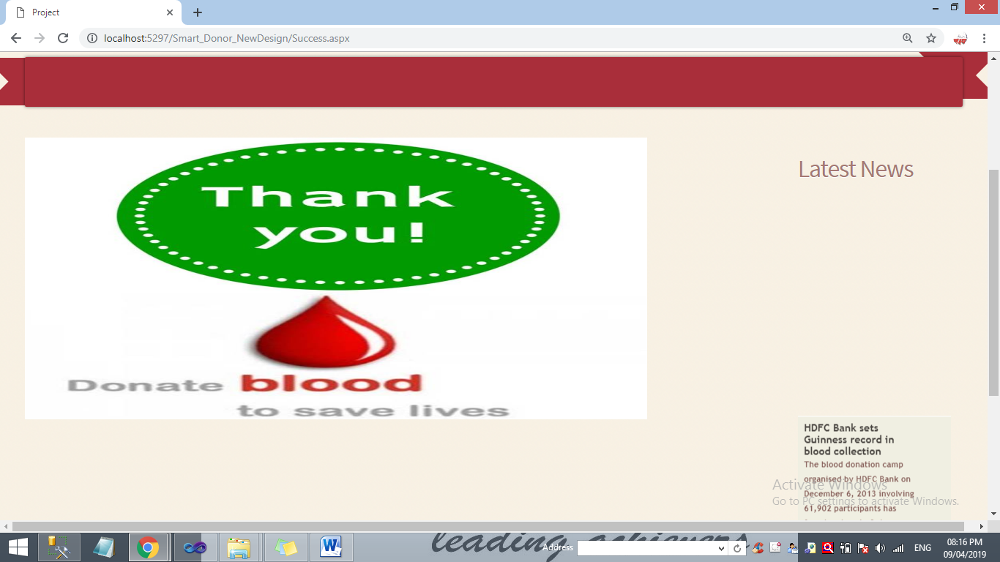 Project
localhost:5297/Smart_Donor_NewDesign/Success.aspx
Thank
you!
Donate blood
to save lives
Latest News
HDFC Bank sets
Guinness record in
blood collection
The blood donation camp
organised by HDFC Bank on
December 6, 2013 involving
61,902 participants has
Activate Windows
Go to PC settings to activate Windows.
leading achievers
Address
ENG
08:16 PM
09/04/2019